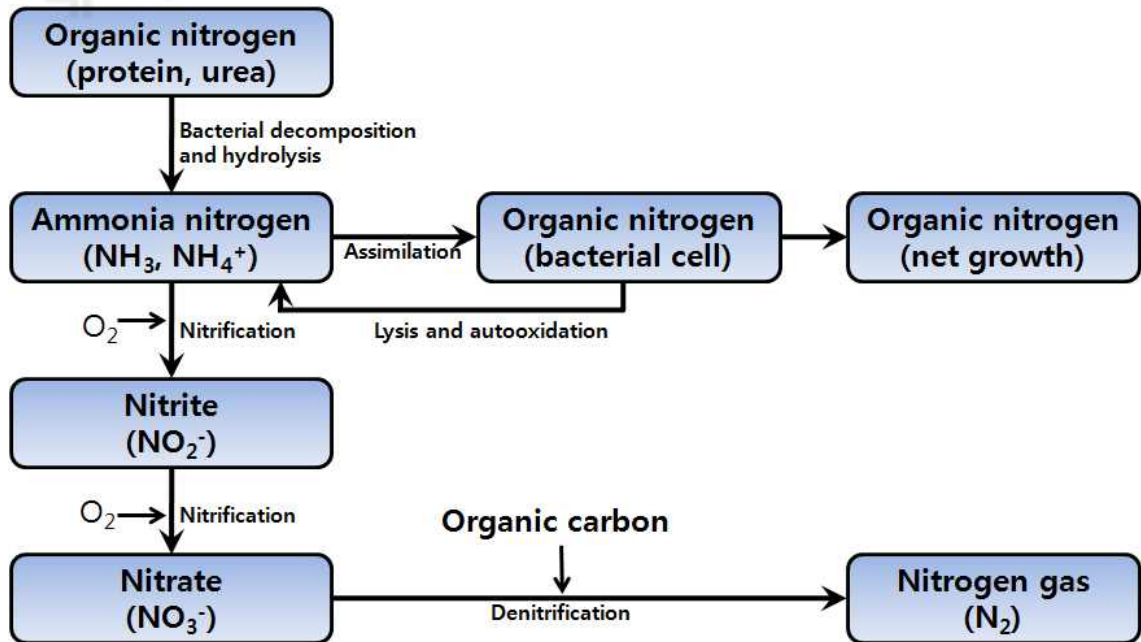 Organic nitrogen
(protein, urea)
Bacterial decomposition
and hydrolysis
Ammonia nitrogen
(NH₃, NH₄⁺)
Assimilation
Organic nitrogen
(bacterial cell)
Organic nitrogen
(net growth)
O₂
Nitrification
Lysis and autooxidation
Nitrite
(NO₂⁻)
O₂
Nitrification
Organic carbon
Nitrate
(NO₃⁻)
Denitrification
Nitrogen gas
(N₂)